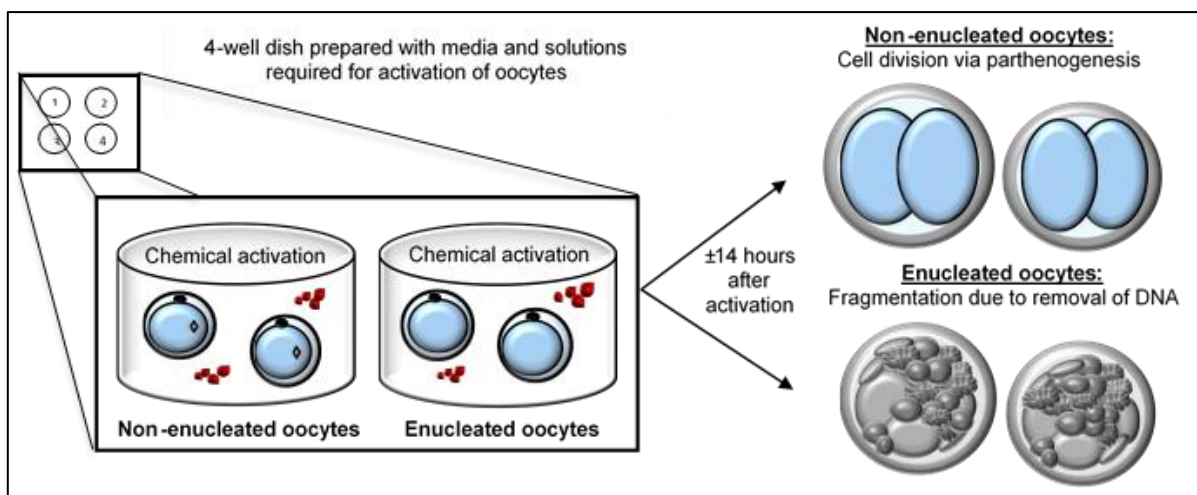 4-well dish prepared with media and solutions
required for activation of oocytes
1
2
3
4
Chemical activation
Chemical activation
Non-enucleated oocytes
Enucleated oocytes
±14 hours
after
activation
Non-enucleated oocytes:
Cell division via parthenogenesis
Enucleated oocytes:
Fragmentation due to removal of DNA